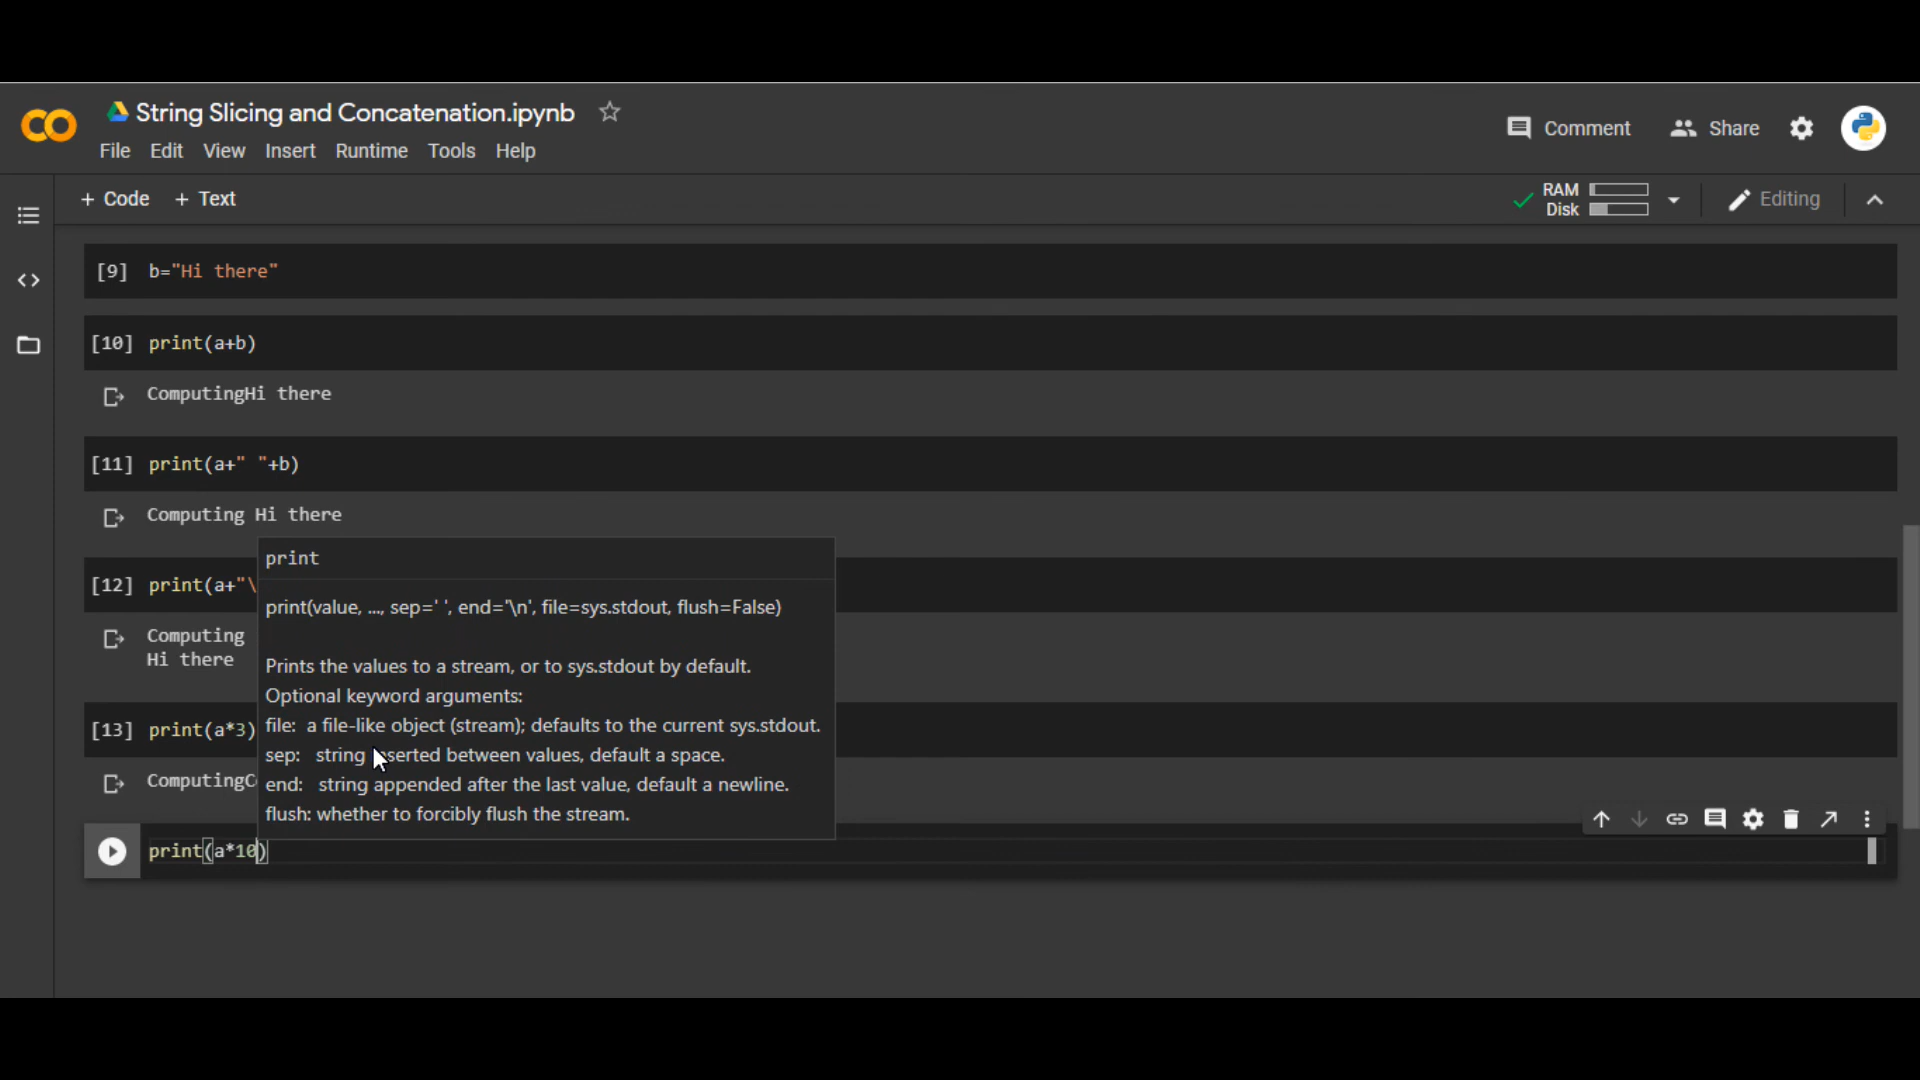 String Slicing and Concatenation.ipynb
File Edit View Insert Runtime Tools Help
Comment Share
+ Code + Text
RAM
Disk
Editing
[9] b="Hi there"
[10] print(a+b)
ComputingHi there
[11] print(a+" "+b)
Computing Hi there
print
[12] print(a+"\
print(value, ..., sep=' ', end='\n', file=sys.stdout, flush=False)
Computing
Hi there
Prints the values to a stream, or to sys.stdout by default.
Optional keyword arguments:
file: a file-like object (stream); defaults to the current sys.stdout.
[13] print(a*3)
sep: string inserted between values, default a space.
ComputingC
end: string appended after the last value, default a newline.
flush: whether to forcibly flush the stream.
print(a*10)